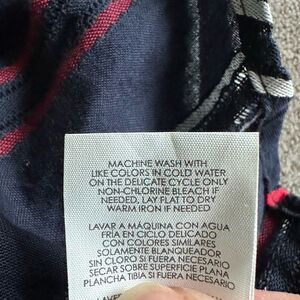 MACHINE WASH WITH
LIKE COLORS IN COLD WATER
ON THE DELICATE CYCLE ONLY
NON-CHLORINE BLEACH IF
NEEDED, LAY FLAT TO DRY
WARM IRON IF NEEDED
LAVAR A MÁQUINA CON AGUA
FRÍA EN CICLO DELICADO
CON COLORES SIMILARES
SOLAMENTE BLANQUEADOR
SIN CLORO SI FUERA NECESARIO
SECAR SOBRE SUPERFICIE PLANA
PLANCHA TIBIA SI FUERA NECESARIO